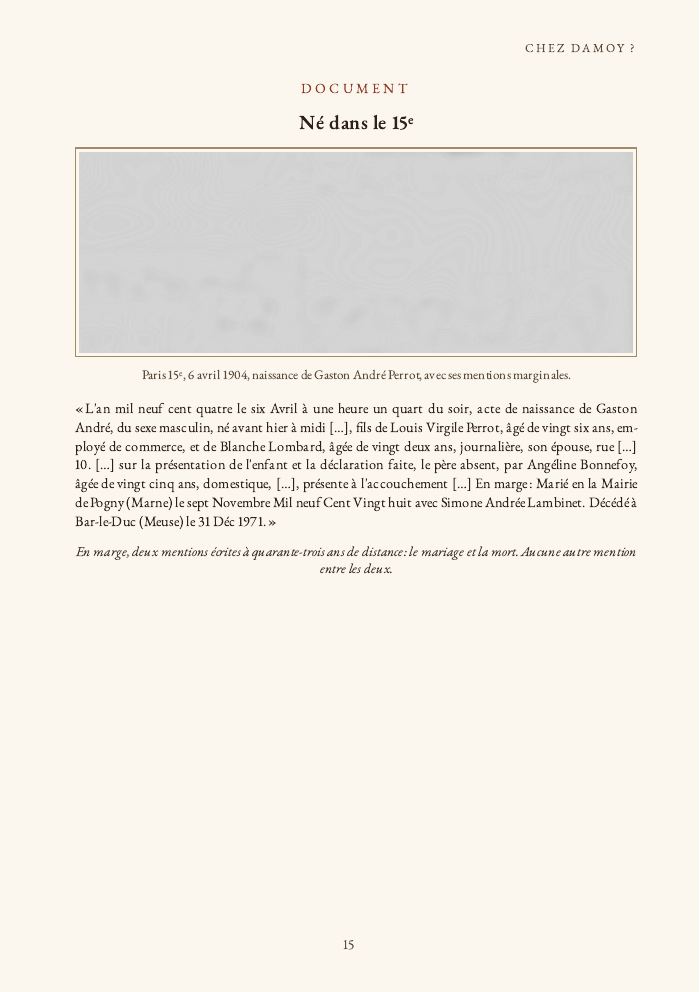 CHEZ DAMOY ?
DOCUMENT
Né dans le 15e
Paris 15e, 6 avril 1904, naissance de Gaston André Perrot, avec ses mentions marginales.
« L'an mil neuf cent quatre le six Avril à une heure un quart du soir, acte de naissance de Gaston
André, du sexe masculin, né avant hier à midi [...], fils de Louis Virgile Perrot, âgé de vingt six ans, em-
ployé de commerce, et de Blanche Lombard, âgée de vingt deux ans, journalière, son épouse, rue [...]
10. [...] sur la présentation de l'enfant et la déclaration faite, le père absent, par Angéline Bonnefoy,
âgée de vingt cinq ans, domestique, [...], présente à l'accouchement [...] En marge : Marié en la Mairie
de Pogny (Marne) le sept Novembre Mil neuf Cent Vingt huit avec Simone Andrée Lambinet. Décédé à
Bar-le-Duc (Meuse) le 31 Déc 1971. »
En marge, deux mentions écrites à quarante-trois ans de distance : le mariage et la mort. Aucune autre mention
entre les deux.
15